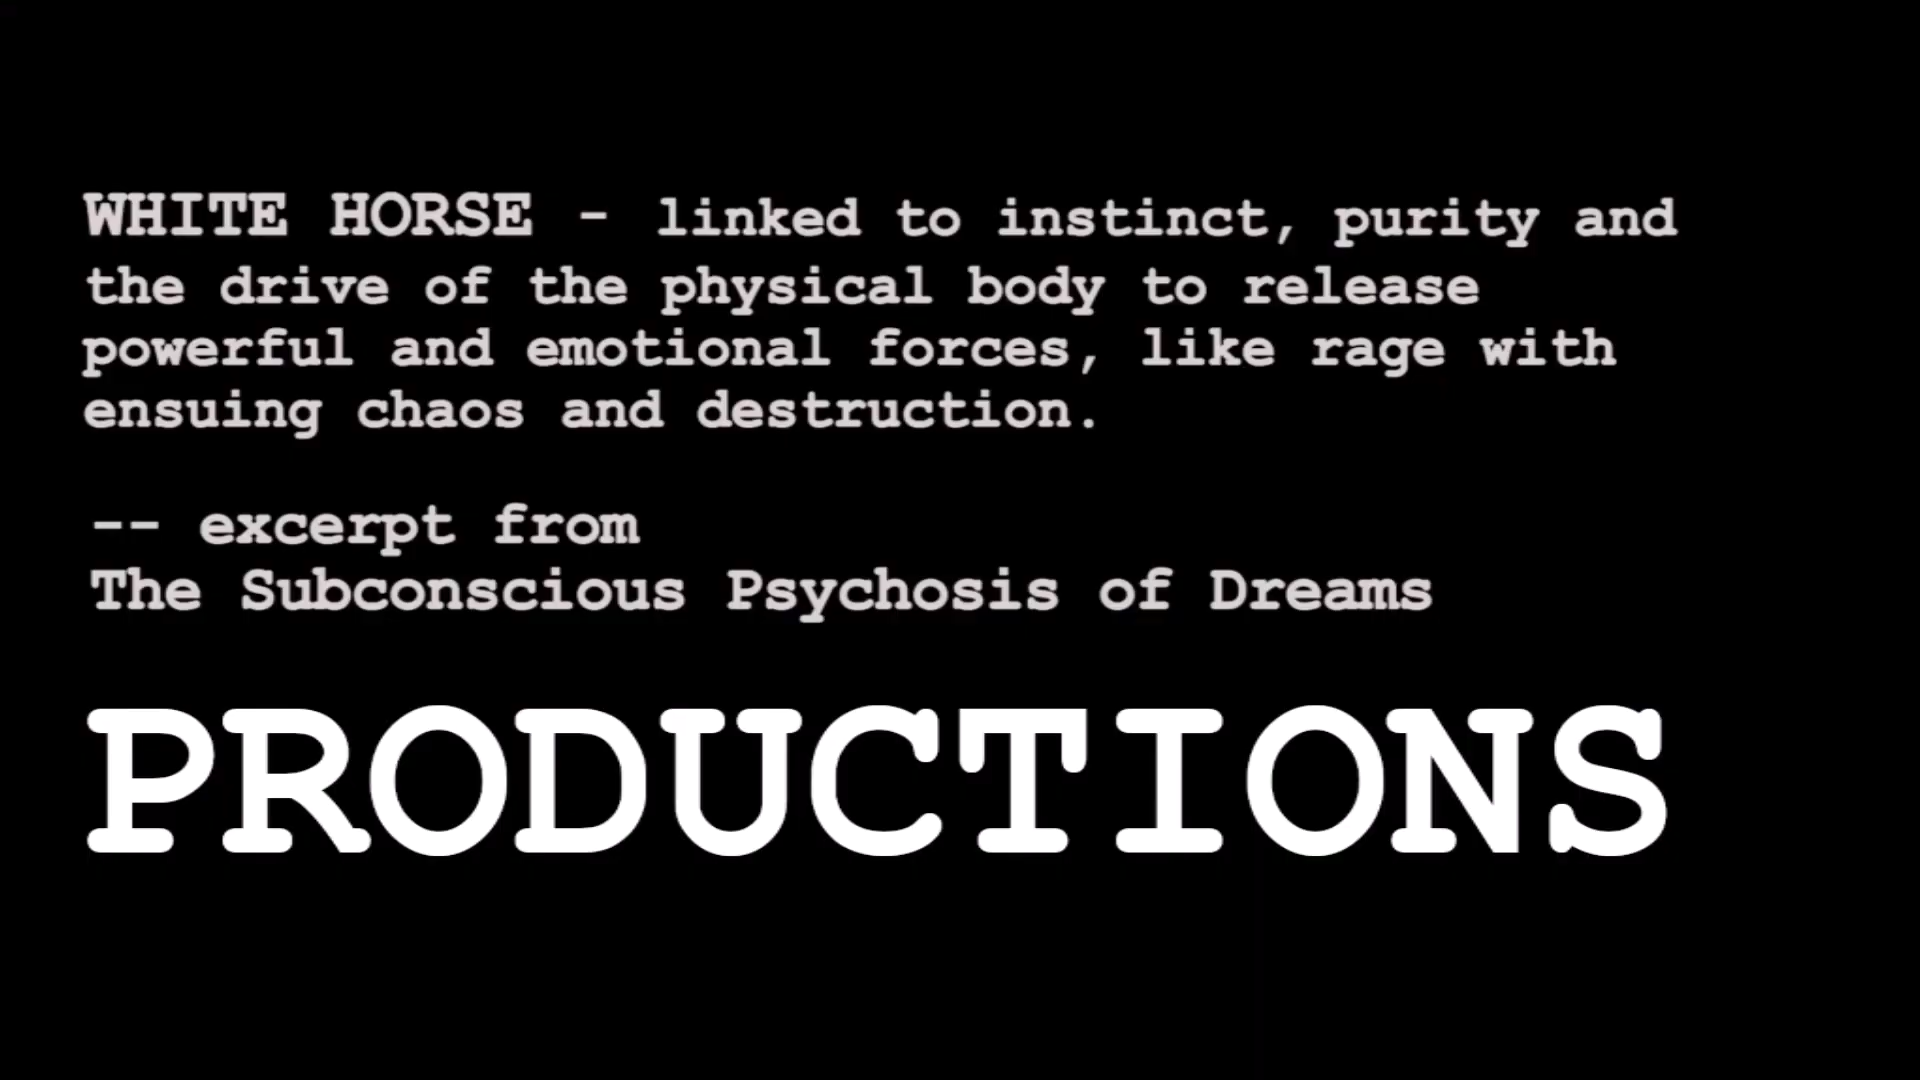 WHITE HORSE - linked to instinct, purity and
the drive of the physical body to release
powerful and emotional forces, like rage with
ensuing chaos and destruction.
-- excerpt from
The Subconscious Psychosis of Dreams
PRODUCTIONS